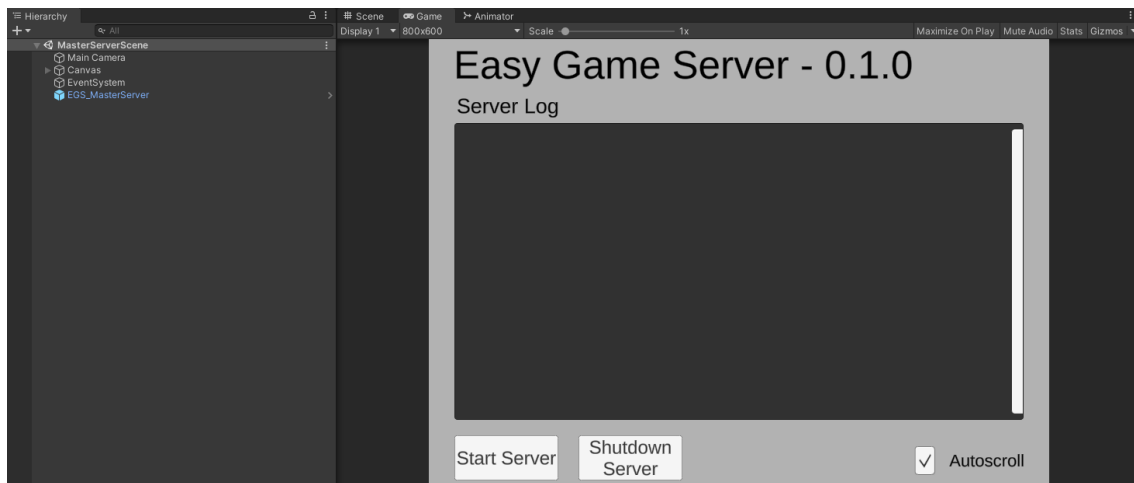 Hierarchy
All
MasterServerScene
Main Camera
Canvas
EventSystem
EGS_MasterServer
Scene Game Animator
Display 1 800x600 Scale 1x Maximize On Play Mute Audio Stats Gizmos
Easy Game Server - 0.1.0
Server Log
Start Server
Shutdown
Server
Autoscroll